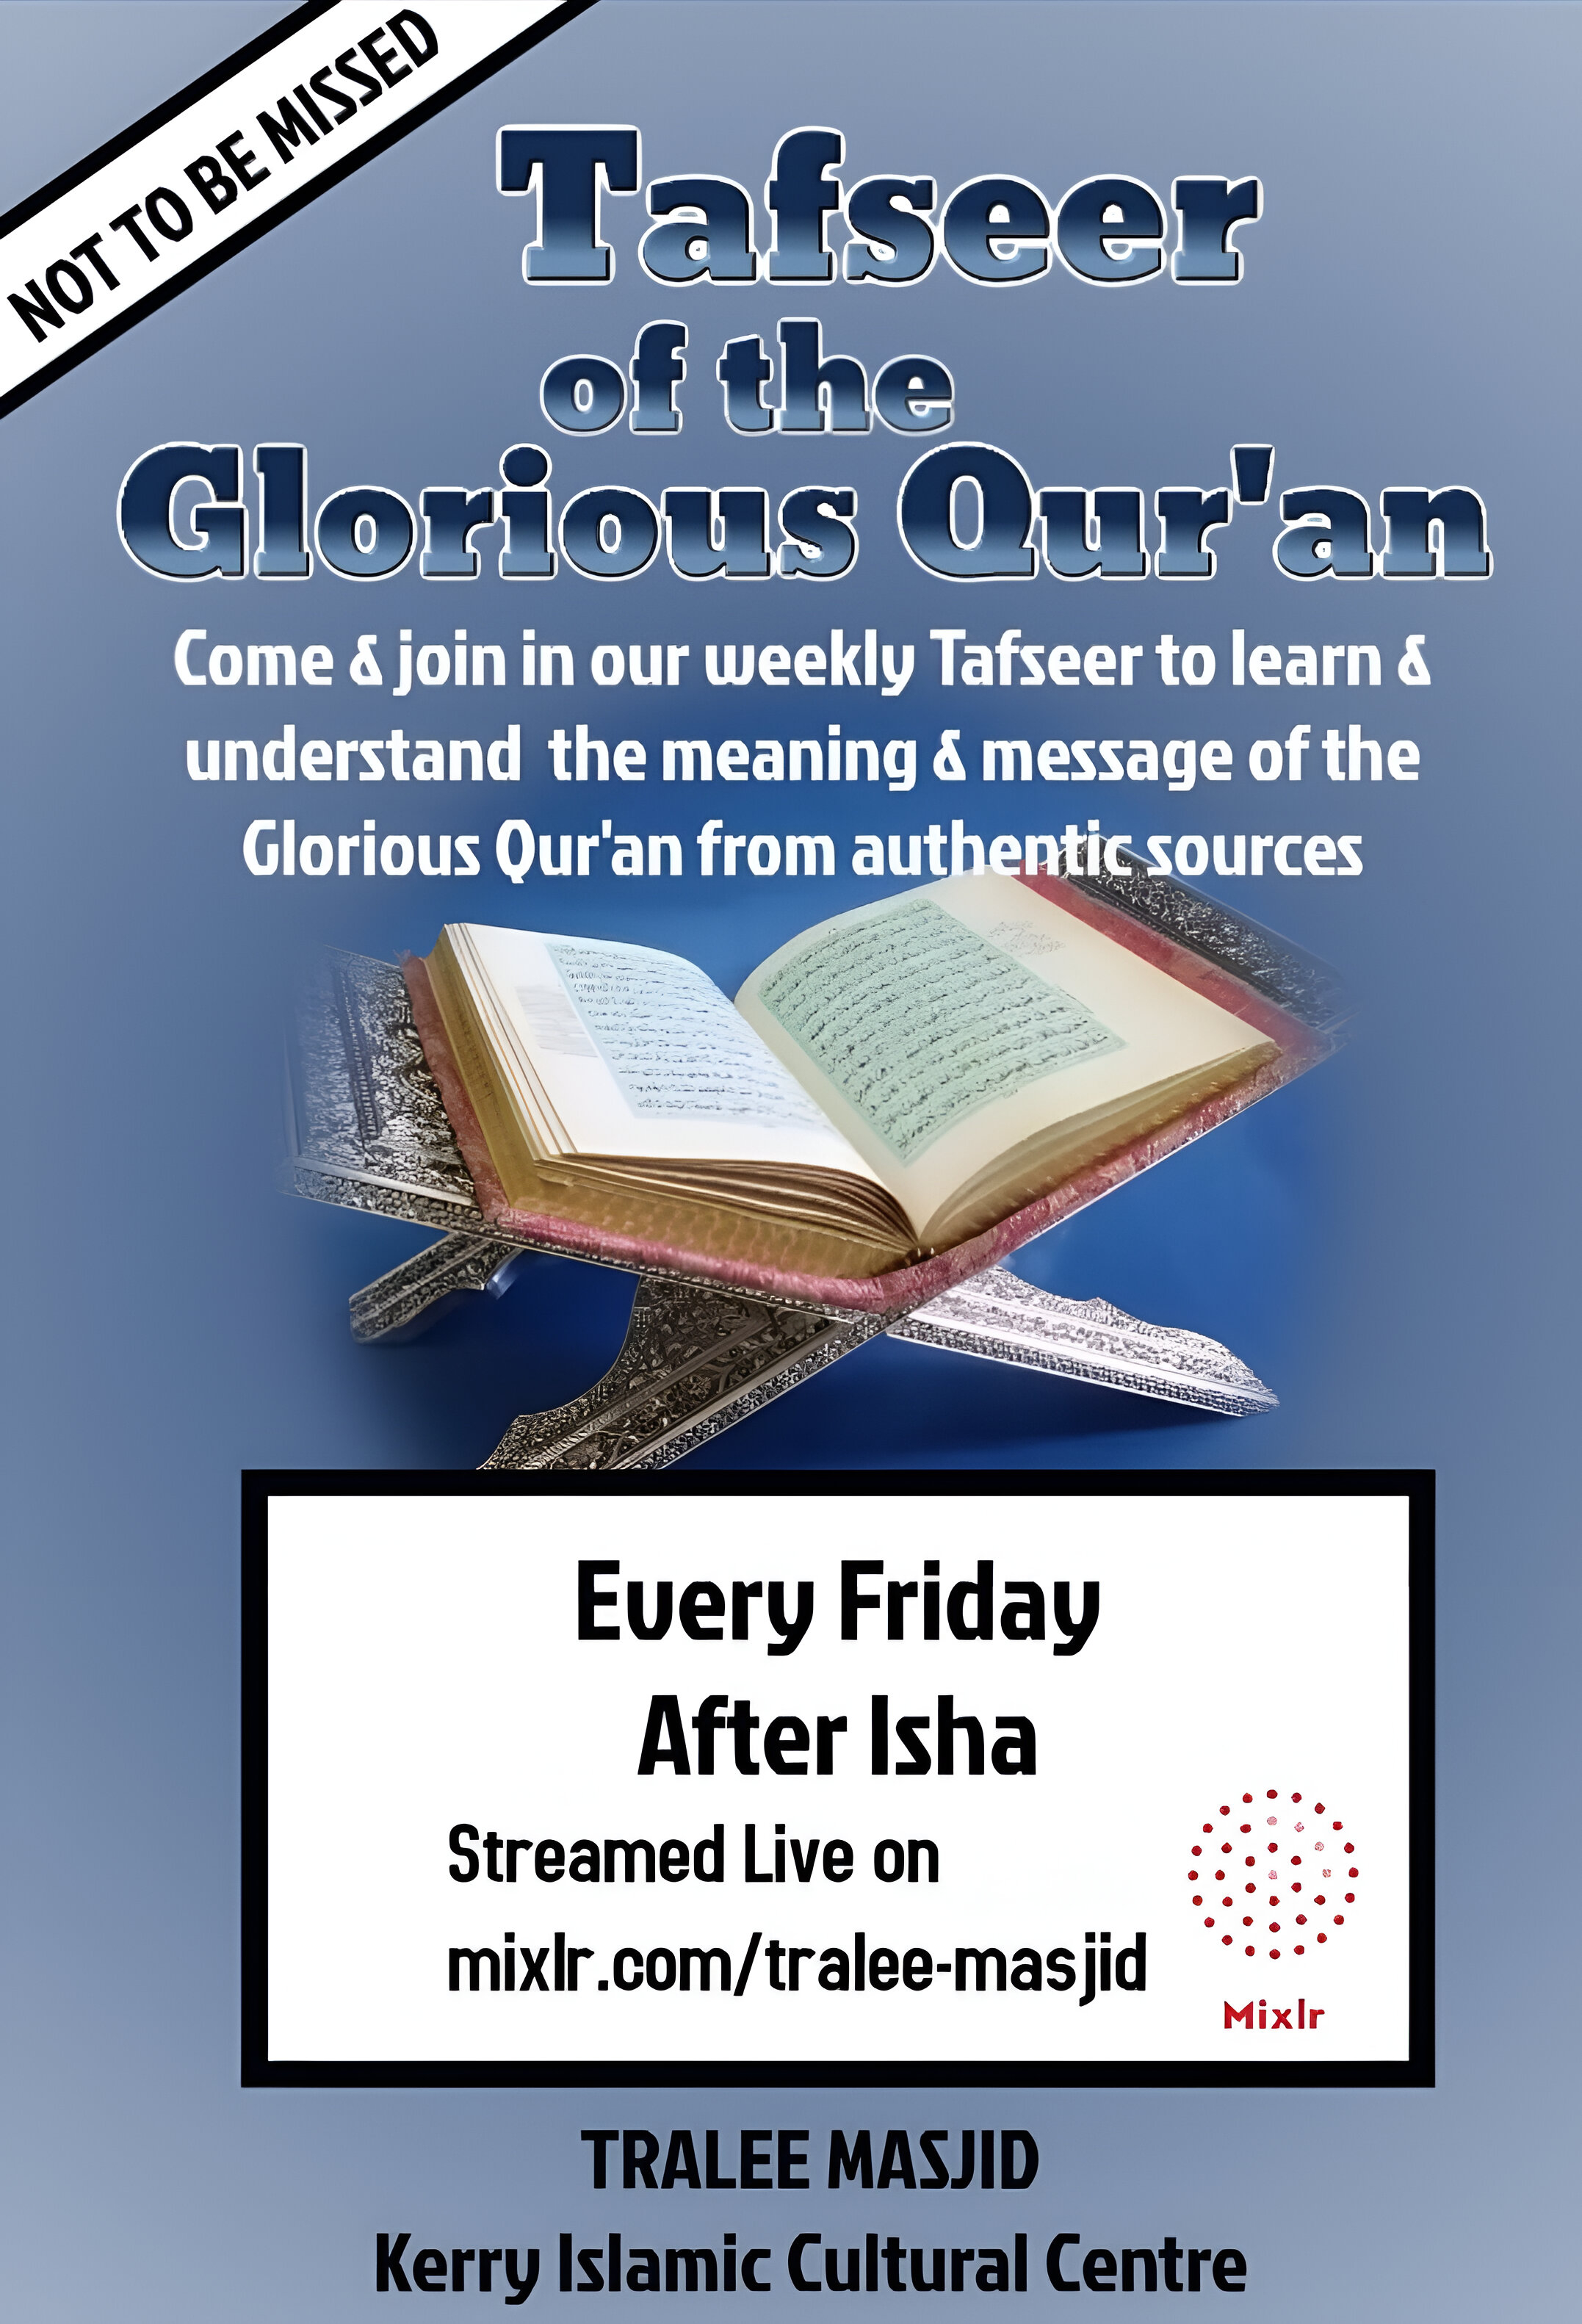 NOT TO BE MISSED
Tafseer
of the
Glorious Qur'an
Come & join in our weekly Tafseer to learn &
understand the meaning & message of the
Glorious Qur'an from authentic sources
Every Friday
After Isha
Streamed Live on
mixlr.com/tralee-masjid
Mixlr
TRALEE MASJID
Kerry Islamic Cultural Centre